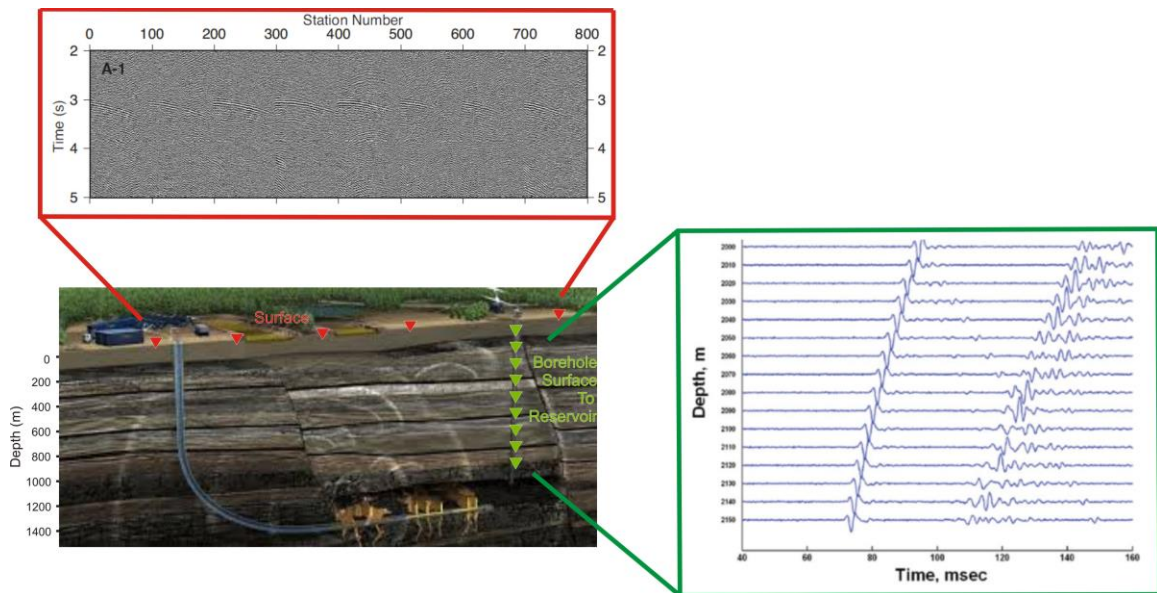 Station Number
0 100 200 300 400 500 600 700 800
A-1
Time (s)
2 2
3 3
4 4
5 5
Surface
Borehole
Surface
To
Reservoir
Depth (m)
0
200
400
600
800
1000
1200
1400
Depth, m
2000
2010
2020
2030
2040
2050
2060
2070
2080
2090
2100
2110
2120
2130
2140
2150
40 60 80 100 120 140 160
Time, msec